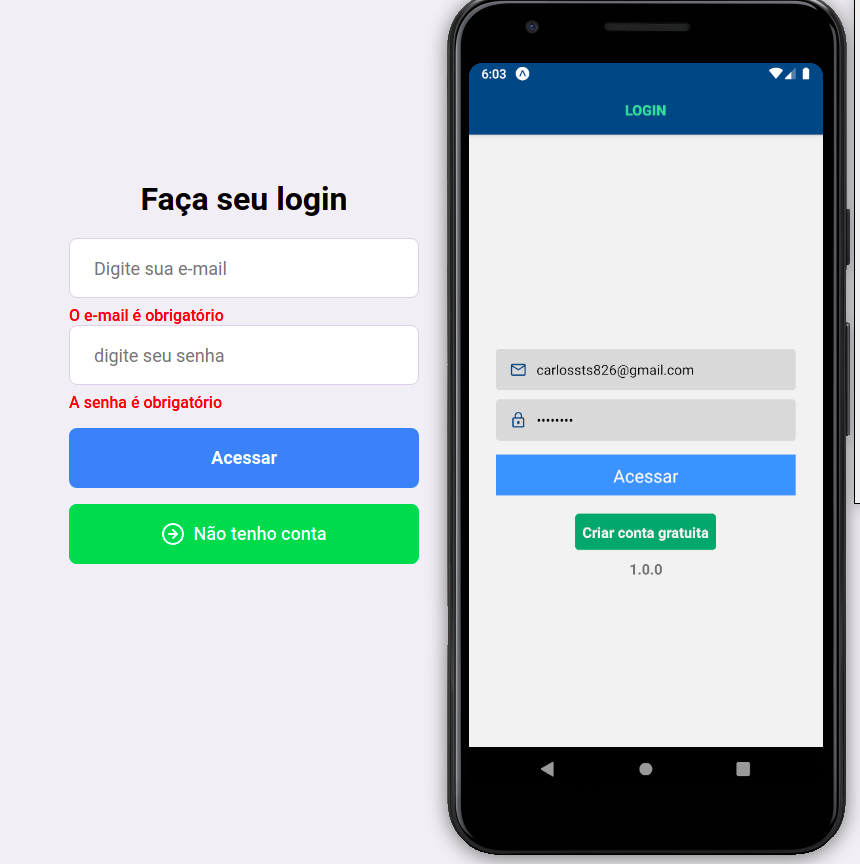 Faça seu login
Digite sua e-mail
O e-mail é obrigatório
digite seu senha
A senha é obrigatório
Acessar
Não tenho conta
6:03
LOGIN
carlossts826@gmail.com
••••••••
Acessar
Criar conta gratuita
1.0.0